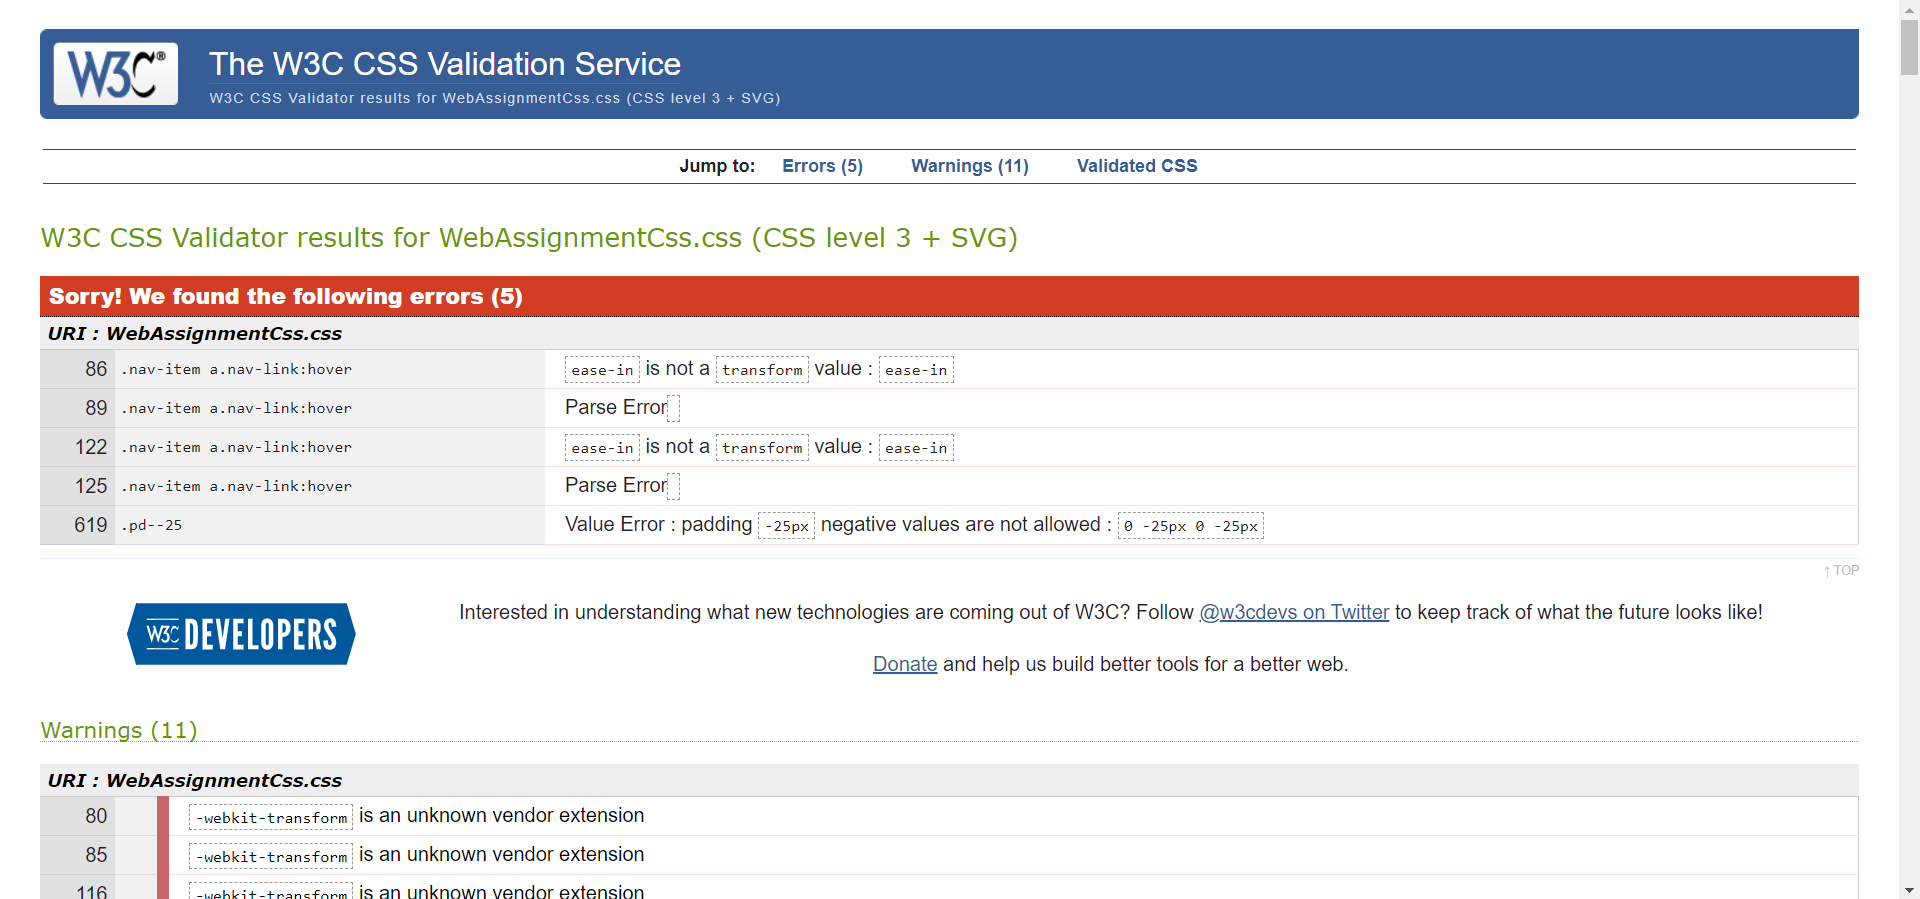 W3C®
The W3C CSS Validation Service
W3C CSS Validator results for WebAssignmentCss.css (CSS level 3 + SVG)
Jump to: Errors (5) Warnings (11) Validated CSS
W3C CSS Validator results for WebAssignmentCss.css (CSS level 3 + SVG)
Sorry! We found the following errors (5)
URI : WebAssignmentCss.css
86 .nav-item a.nav-link:hover ease-in is not a transform value : ease-in
89 .nav-item a.nav-link:hover Parse Error
122 .nav-item a.nav-link:hover ease-in is not a transform value : ease-in
125 .nav-item a.nav-link:hover Parse Error
619 .pd--25 Value Error : padding -25px negative values are not allowed : 0 -25px 0 -25px
↑ TOP
W3C DEVELOPERS
Interested in understanding what new technologies are coming out of W3C? Follow @w3cdevs on Twitter to keep track of what the future looks like!
Donate and help us build better tools for a better web.
Warnings (11)
URI : WebAssignmentCss.css
80 -webkit-transform is an unknown vendor extension
85 -webkit-transform is an unknown vendor extension
116 -webkit-transform is an unknown vendor extension